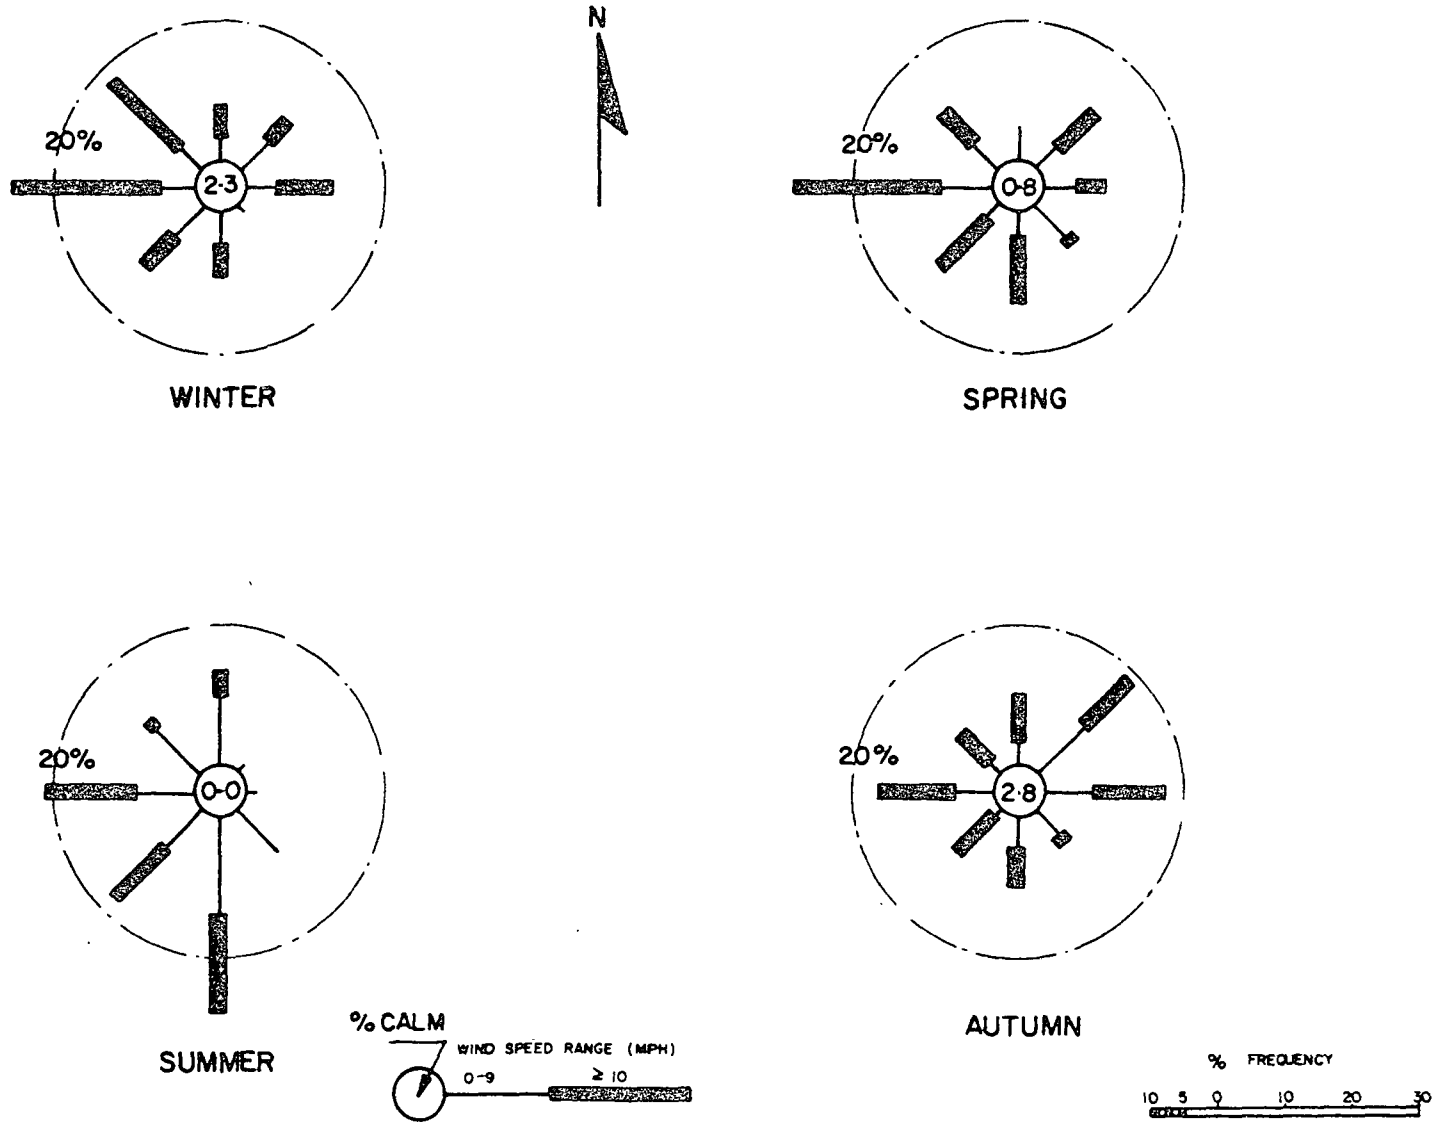 N
20%
2·3
WINTER
20%
0·8
SPRING
20%
0·0
SUMMER
20%
2·8
AUTUMN
% CALM
WIND SPEED RANGE (MPH)
0-9 ≥ 10
% FREQUENCY
10 5 0 10 20 30